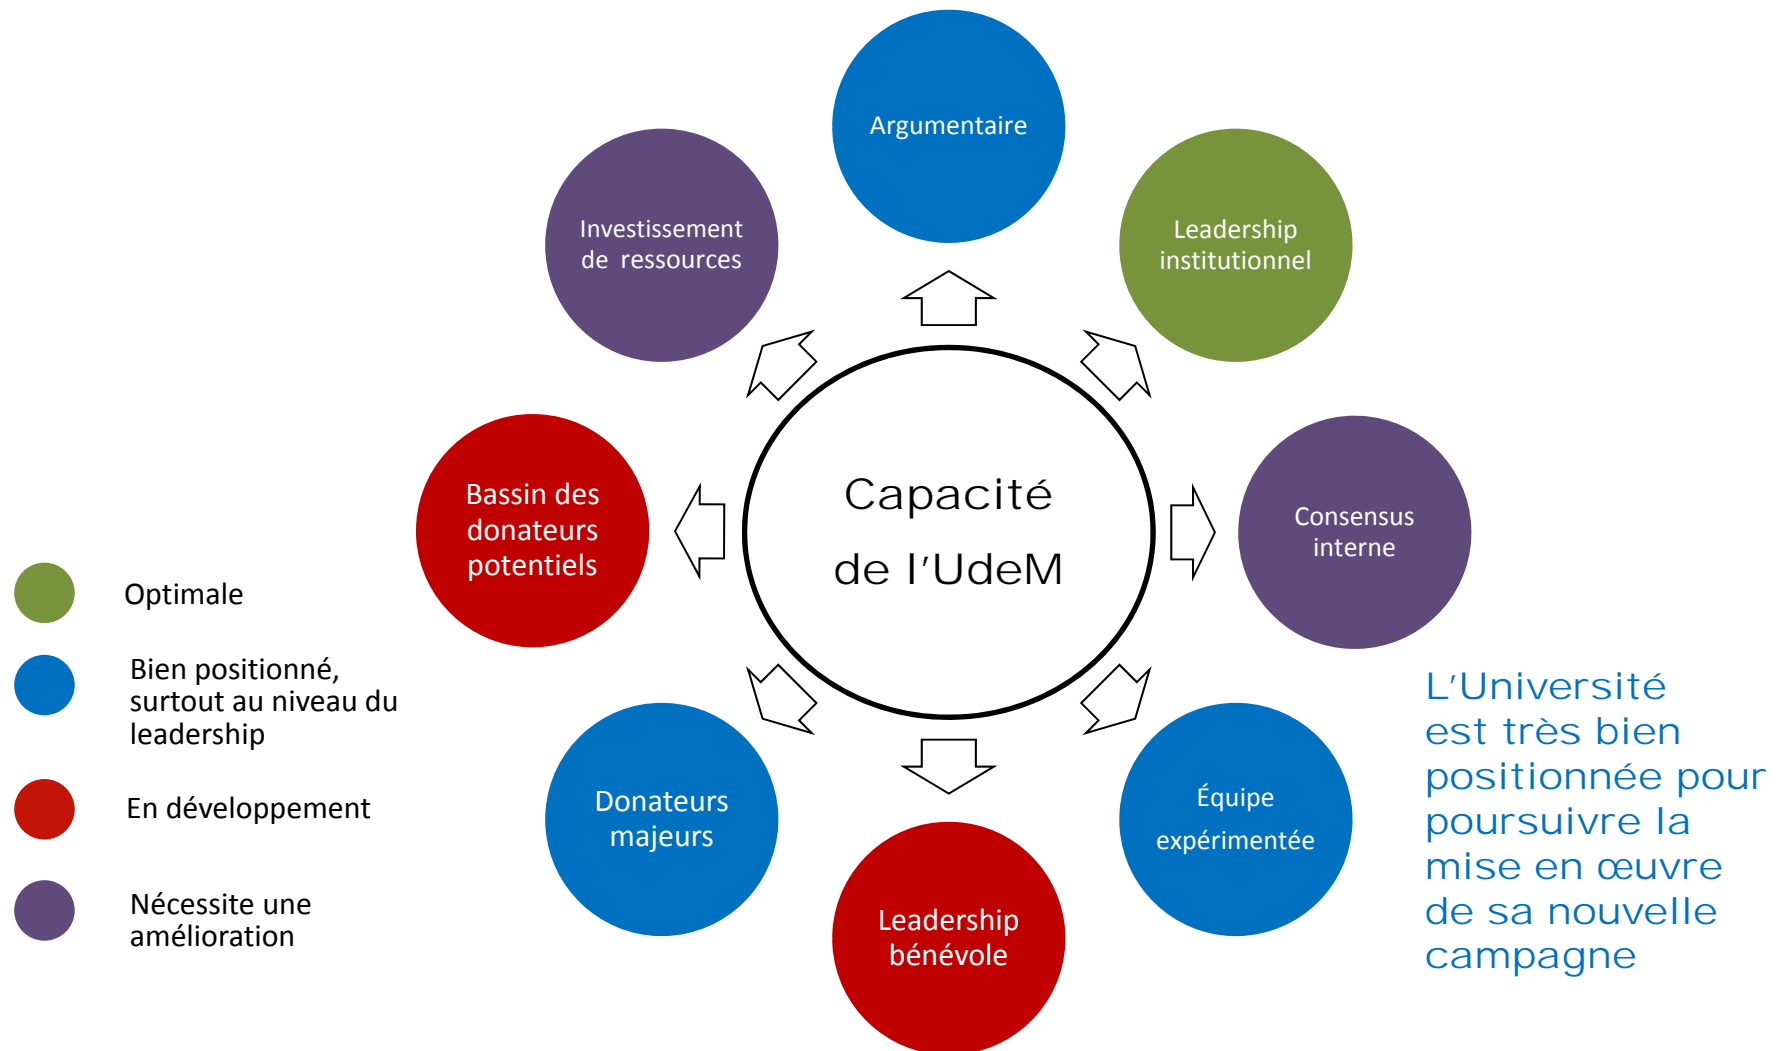 Argumentaire
Leadership
institutionnel
Consensus
interne
Équipe
expérimentée
Leadership
bénévole
Donateurs
majeurs
Bassin des
donateurs
potentiels
Investissement
de ressources
Capacité
de l'UdeM
Optimale
Bien positionné,
surtout au niveau du
leadership
En développement
Nécessite une
amélioration
L'Université
est très bien
positionnée pour
poursuivre la
mise en œuvre
de sa nouvelle
campagne